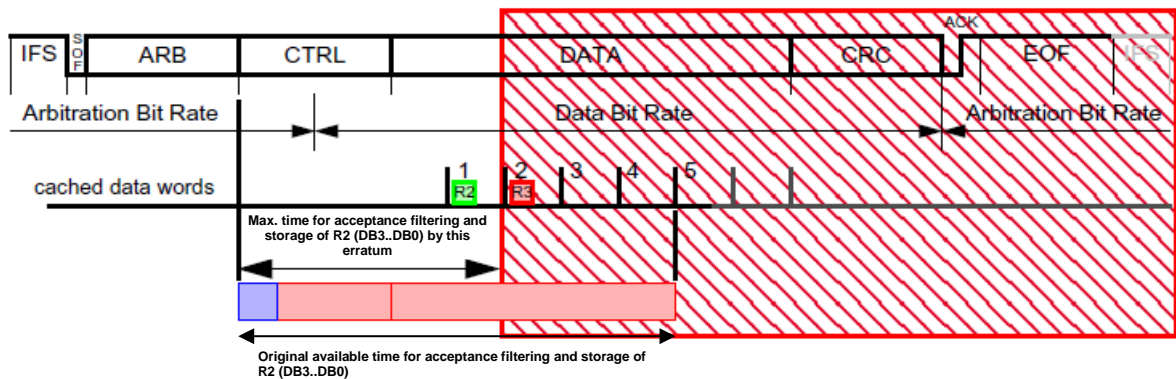 ACK
IFS SOF ARB CTRL DATA CRC EOF IFS
Arbitration Bit Rate Data Bit Rate Arbitration Bit Rate
1 2 3 4 5
cached data words R2 R3
Max. time for acceptance filtering and
storage of R2 (DB3..DB0) by this
erratum
Original available time for acceptance filtering and storage of
R2 (DB3..DB0)